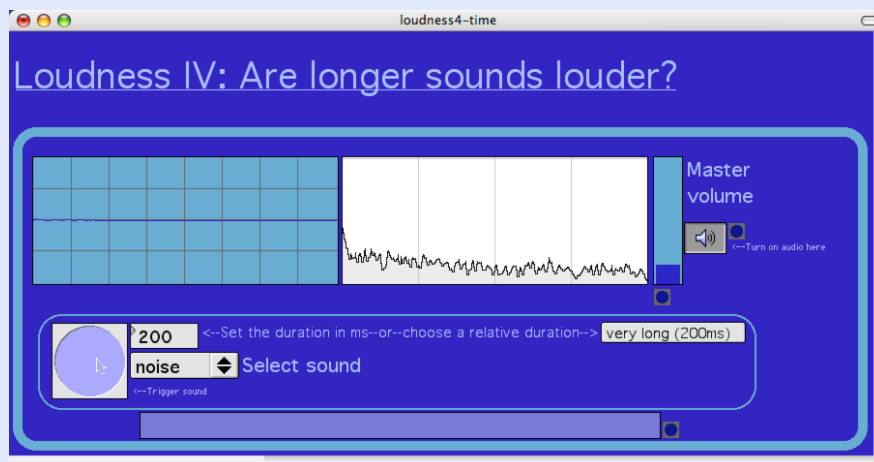 loudness4-time
Loudness IV: Are longer sounds louder?
Master
volume
<--Turn on audio here
200
<--Set the duration in ms--or--choose a relative duration-->
very long (200ms)
noise
Select sound
<--Trigger sound